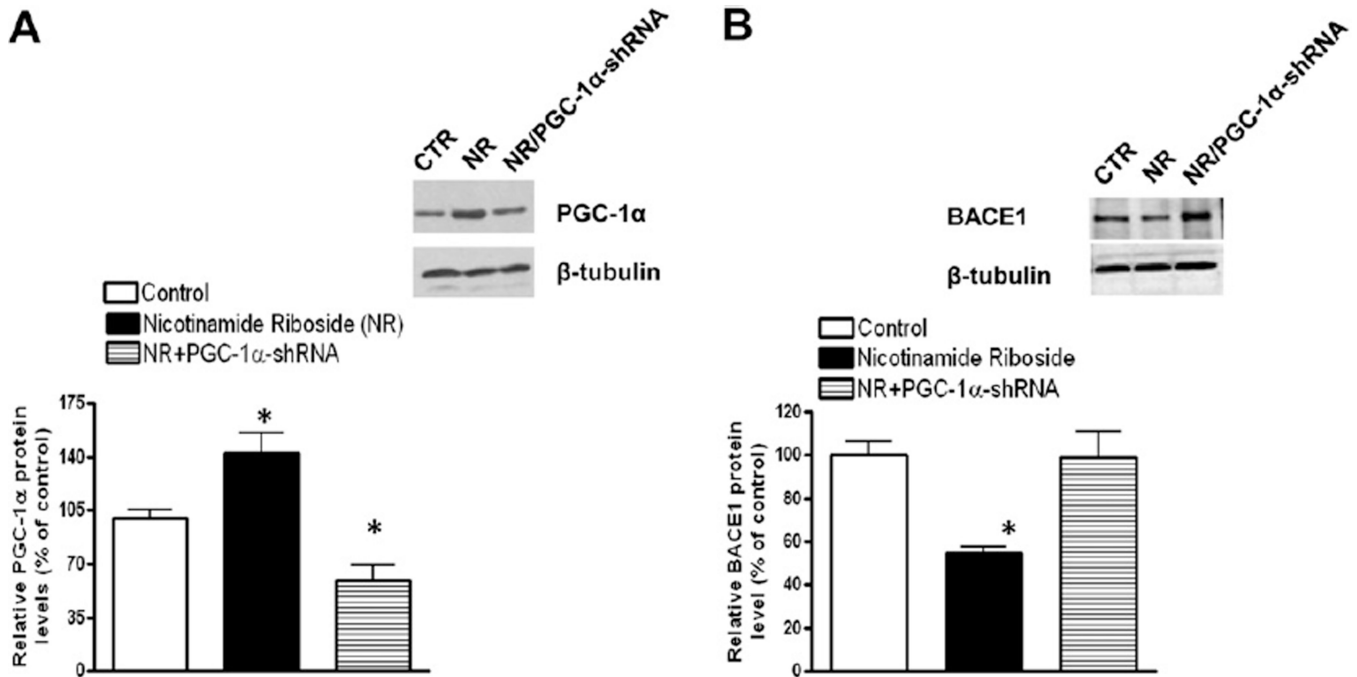 A
CTR
NR
NR/PGC-1α-shRNA
PGC-1α
β-tubulin
Control
Nicotinamide Riboside (NR)
NR+PGC-1α-shRNA
Relative PGC-1α protein
levels (% of control)
175
140
105
70
35
0
*
*
B
CTR
NR
NR/PGC-1α-shRNA
BACE1
β-tubulin
Control
Nicotinamide Riboside
NR+PGC-1α-shRNA
Relative BACE1 protein
level (% of control)
120
100
80
60
40
20
0
*